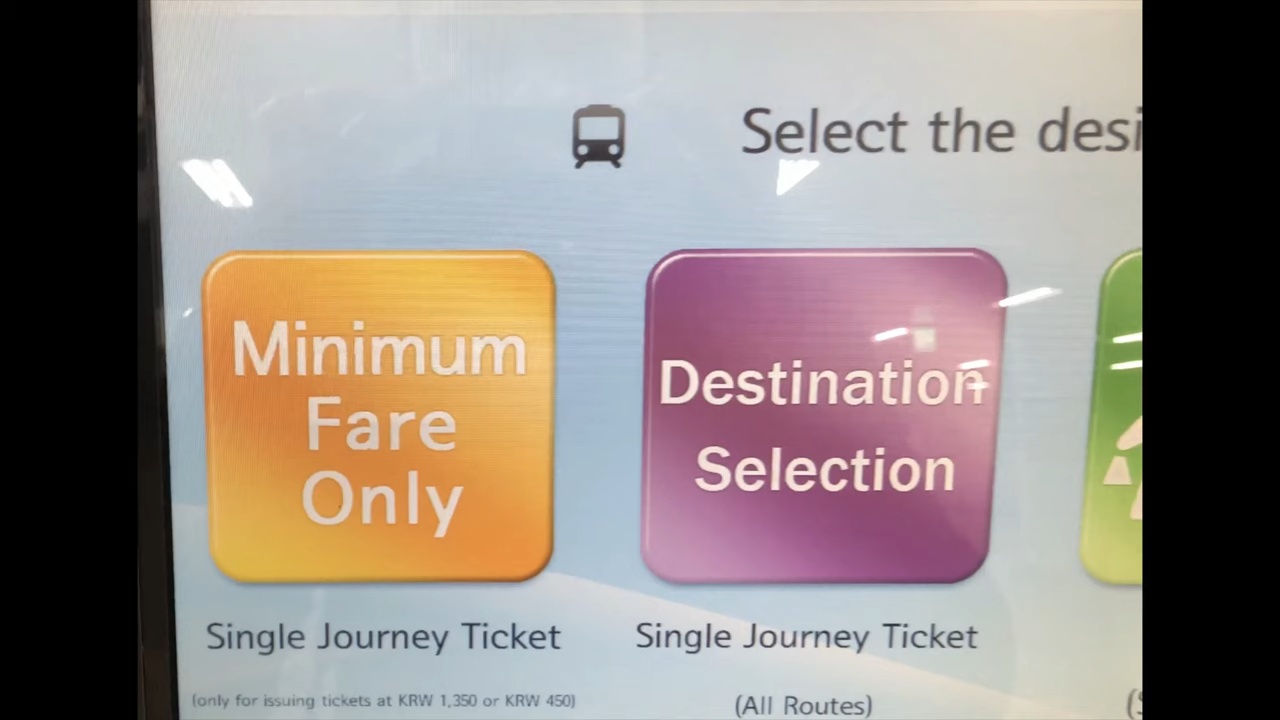 Select the desi
Minimum
Fare
Only
Destination
Selection
Single Journey Ticket
Single Journey Ticket
(only for issuing tickets at KRW 1,350 or KRW 450)
(All Routes)